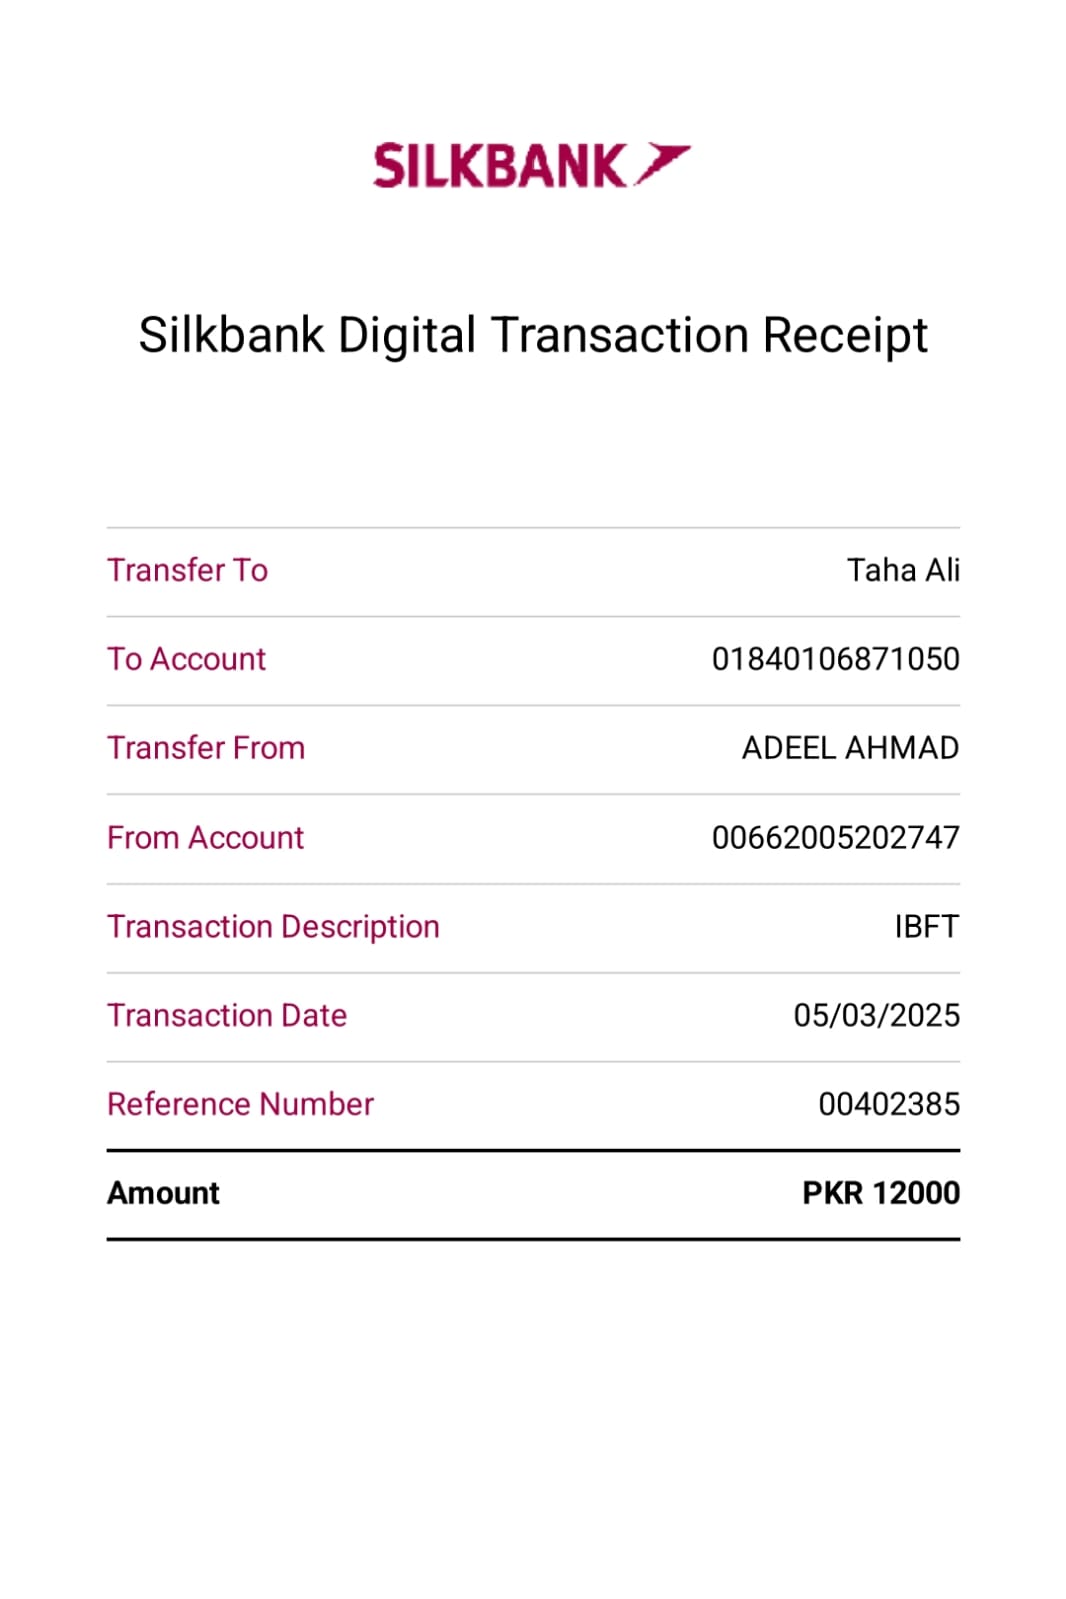 SILKBANK
Silkbank Digital Transaction Receipt
Transfer To Taha Ali
To Account 01840106871050
Transfer From ADEEL AHMAD
From Account 00662005202747
Transaction Description IBFT
Transaction Date 05/03/2025
Reference Number 00402385
Amount PKR 12000